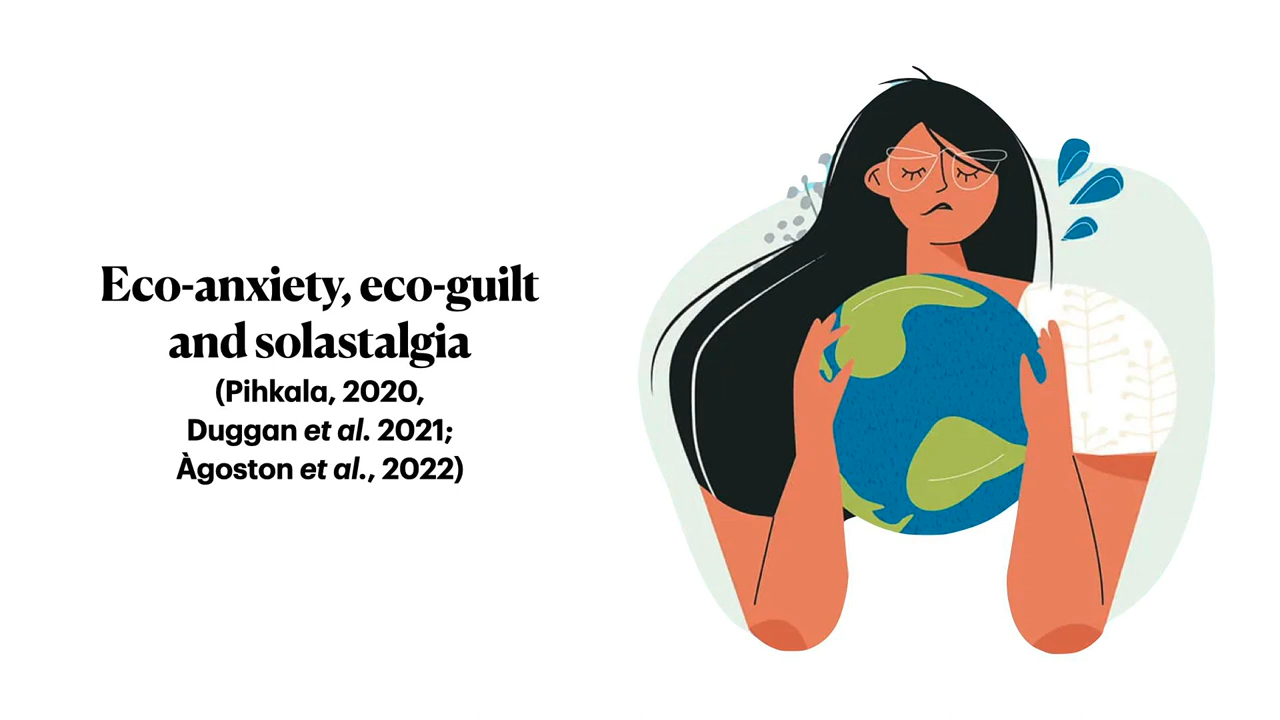 Eco-anxiety, eco-guilt
and solastalgia
(Pihkala, 2020,
Duggan et al. 2021;
Àgoston et al., 2022)